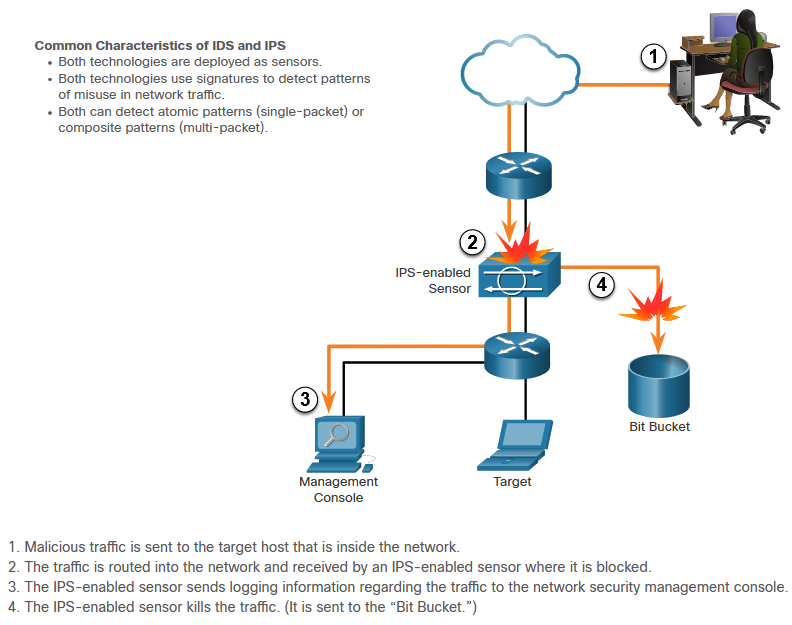 Common Characteristics of IDS and IPS
• Both technologies are deployed as sensors.
• Both technologies use signatures to detect patterns
of misuse in network traffic.
• Both can detect atomic patterns (single-packet) or
composite patterns (multi-packet).
1
2
IPS-enabled
Sensor
4
3
Bit Bucket
Management
Console
Target
1. Malicious traffic is sent to the target host that is inside the network.
2. The traffic is routed into the network and received by an IPS-enabled sensor where it is blocked.
3. The IPS-enabled sensor sends logging information regarding the traffic to the network security management console.
4. The IPS-enabled sensor kills the traffic. (It is sent to the “Bit Bucket.”)